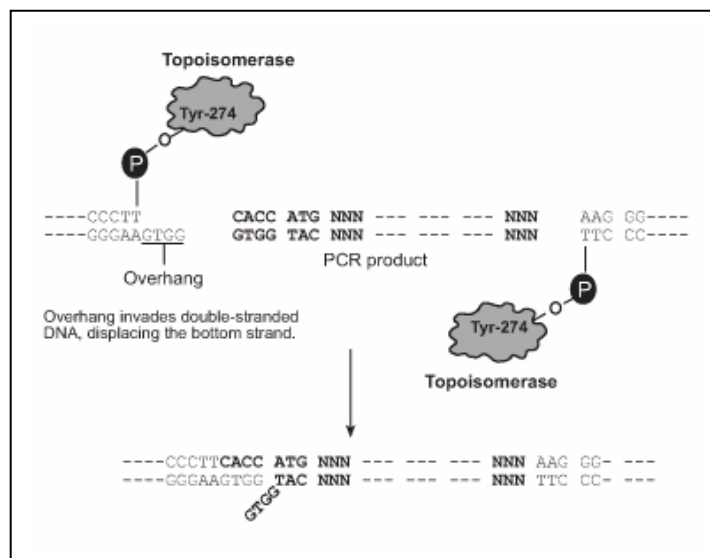 Topoisomerase
Tyr-274
O
P
----CCCTT CACC ATG NNN --- --- --- --- NNN AAG GG----
----GGGAAGTGG GTGG TAC NNN --- --- --- --- NNN TTC CC----
PCR product
Overhang
P
O
Overhang invades double-stranded
DNA, displacing the bottom strand.
Tyr-274
Topoisomerase
----CCCTTCACC ATG NNN --- --- --- --- NNN AAG GG- ---
----GGGAAGTGG TAC NNN --- --- --- --- NNN TTC CC- ---
GTGG